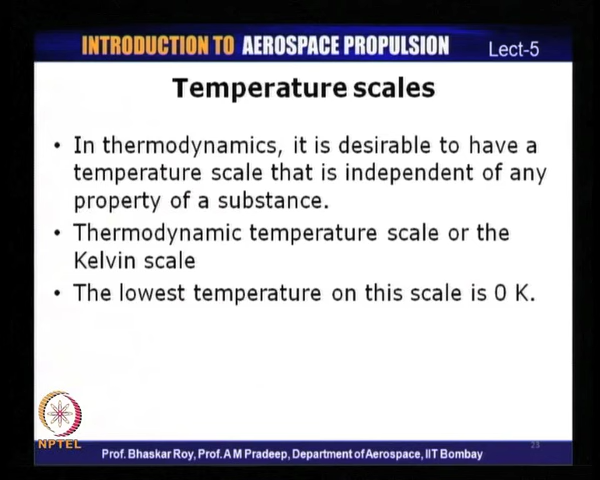 INTRODUCTION TO AEROSPACE PROPULSION
Lect-5
Temperature scales
• In thermodynamics, it is desirable to have a
temperature scale that is independent of any
property of a substance.
• Thermodynamic temperature scale or the
Kelvin scale
• The lowest temperature on this scale is 0 K.
NPTEL
Prof. Bhaskar Roy, Prof. A M Pradeep, Department of Aerospace, IIT Bombay
23